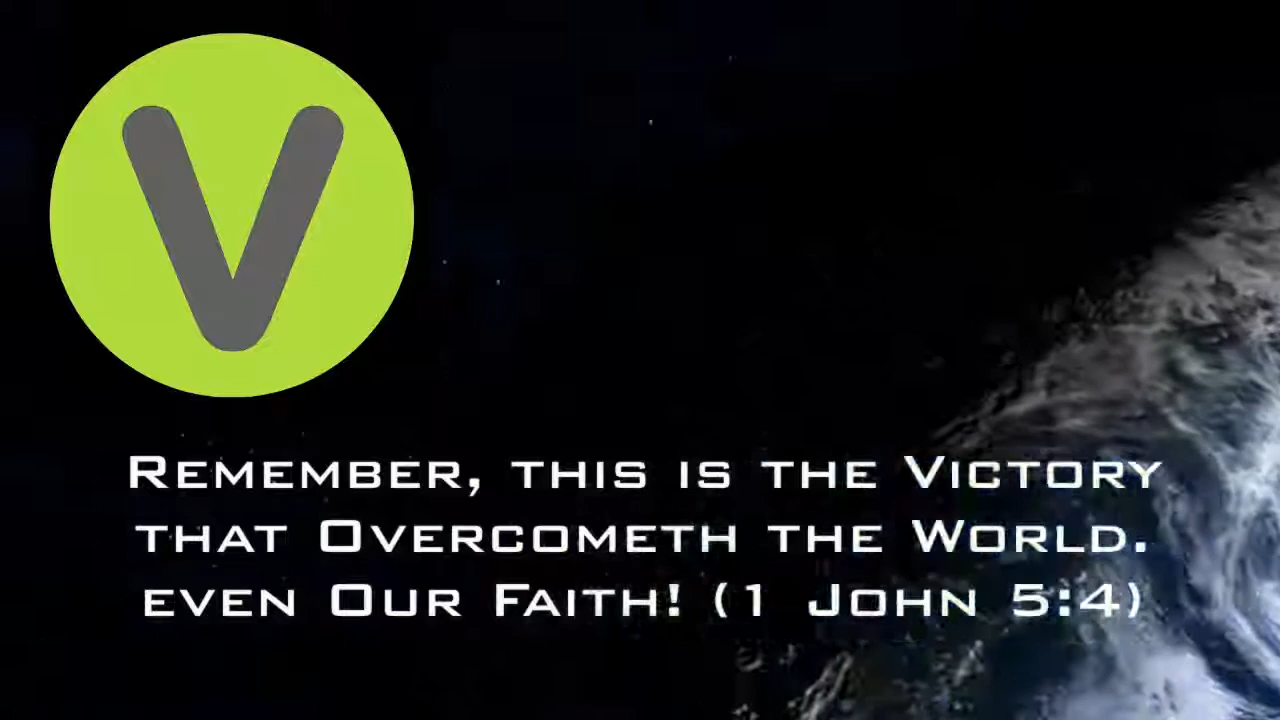 V
Remember, this is the Victory
that Overcometh the World.
even Our Faith! (1 John 5:4)